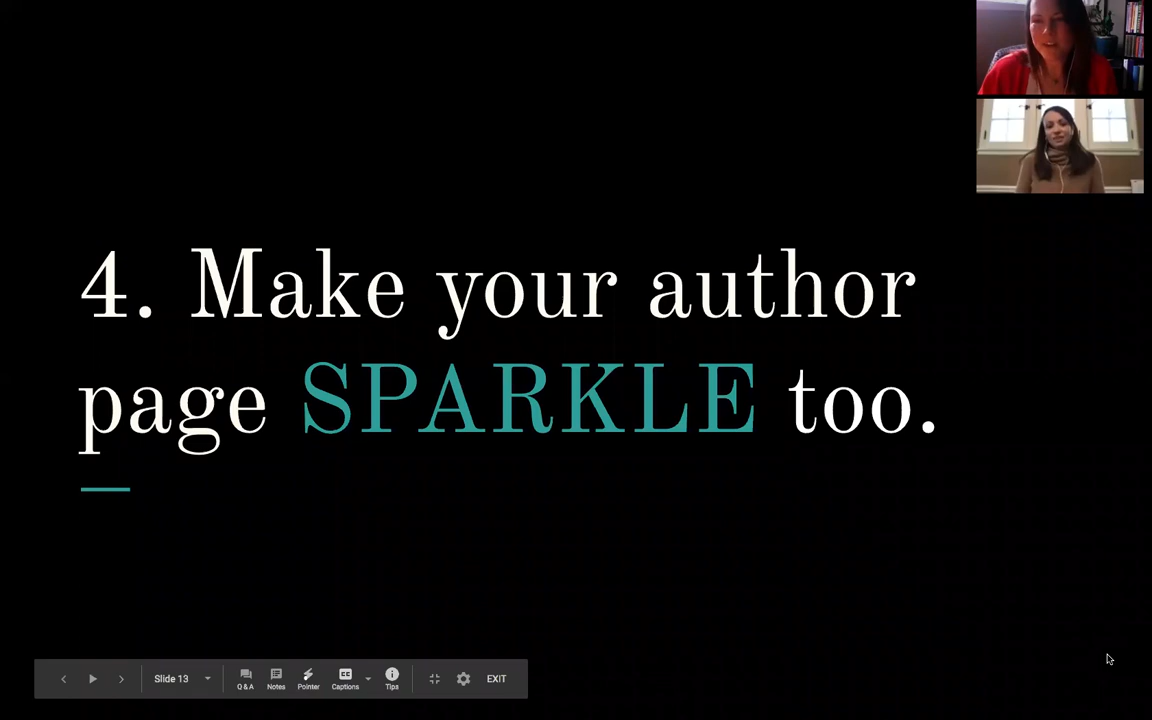 4. Make your author
page SPARKLE too.
Slide 13
Q & A
Notes
Pointer
Captions
Tips
EXIT